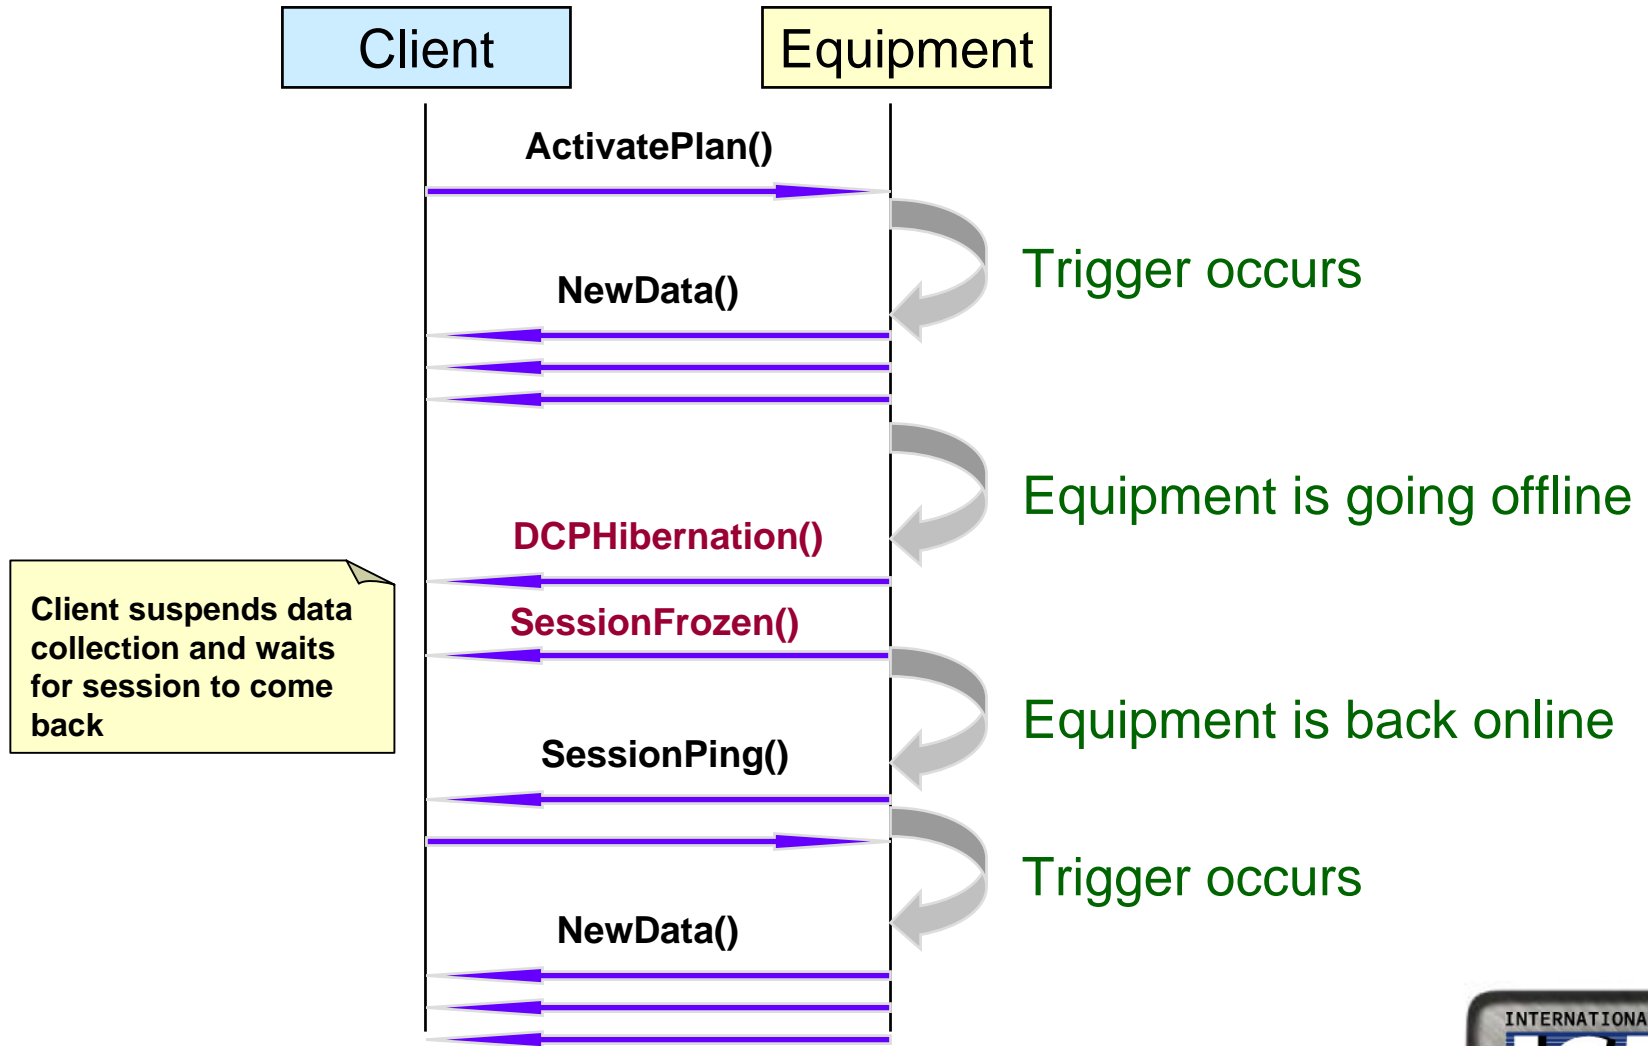 Client
Equipment
ActivatePlan()
Trigger occurs
NewData()
Equipment is going offline
DCPHibernation()
Client suspends data
collection and waits
for session to come
back
SessionFrozen()
Equipment is back online
SessionPing()
Trigger occurs
NewData()
INTERNATIONA